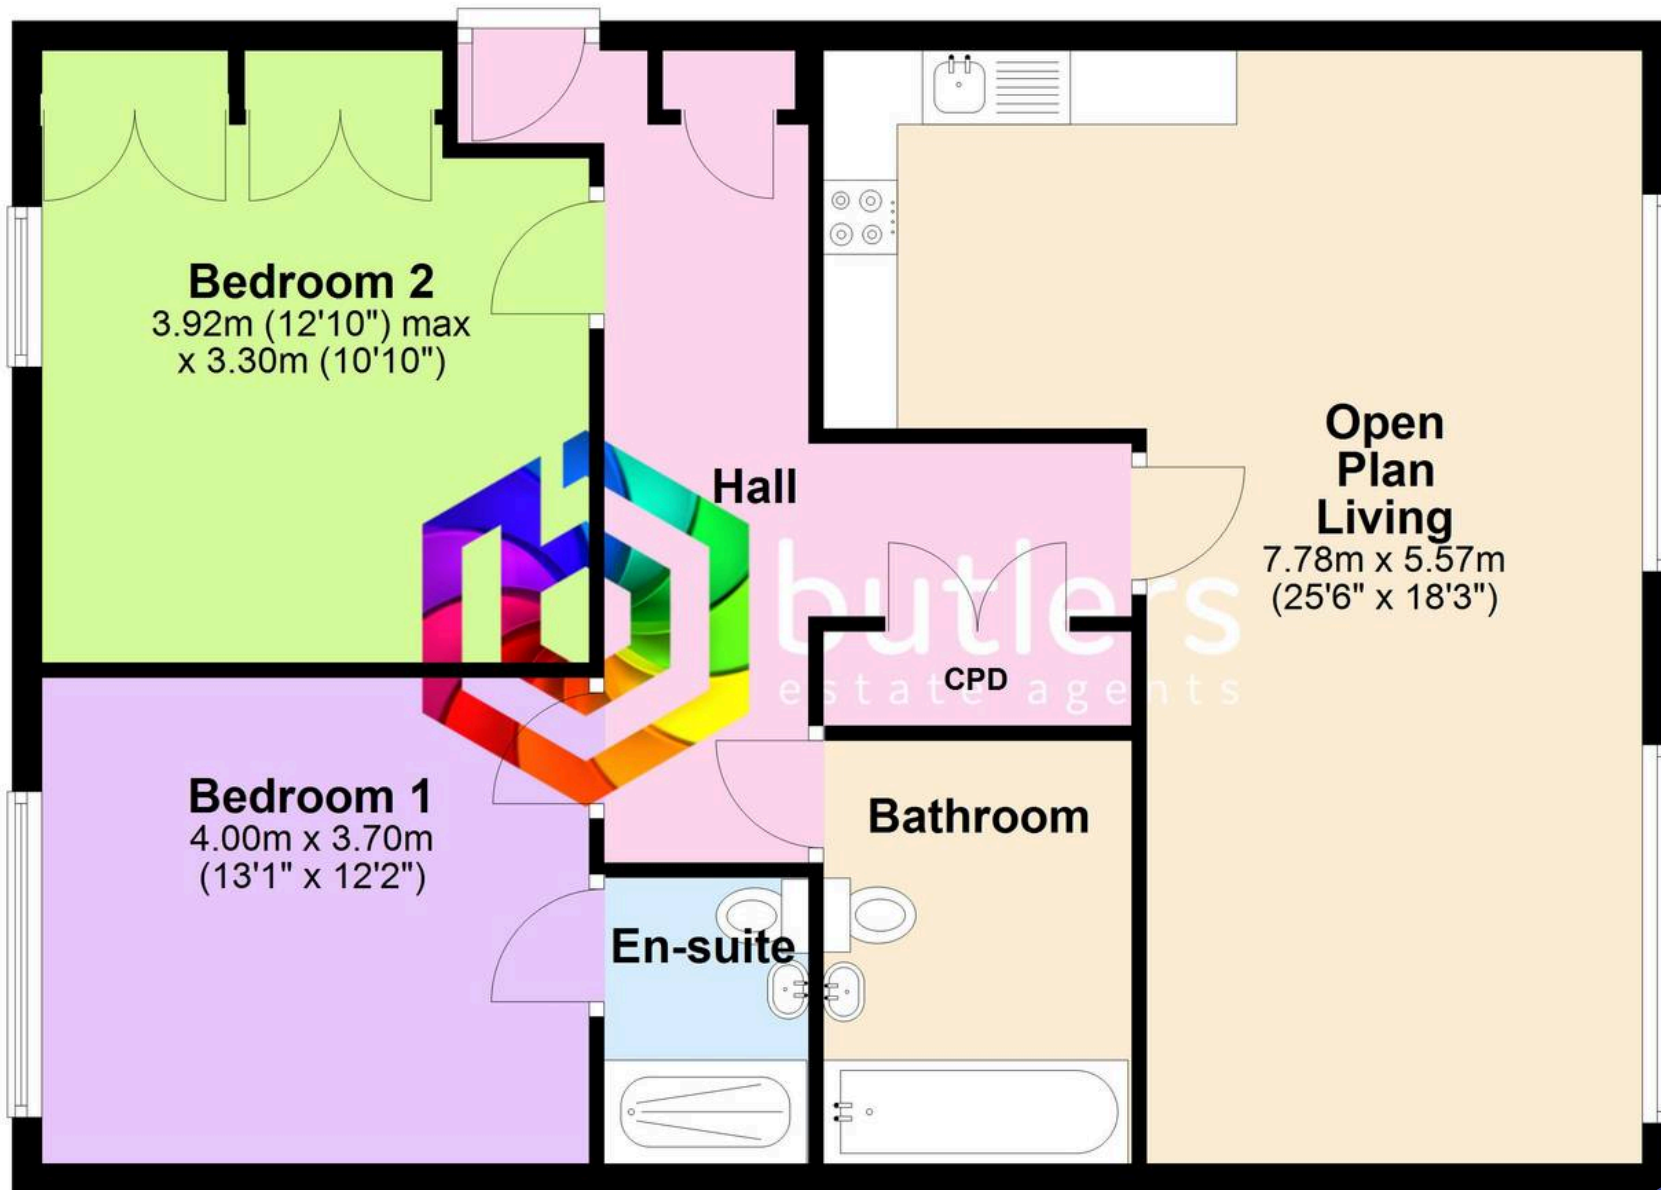 Bedroom 2
3.92m (12'10") max
x 3.30m (10'10")
Hall
Open
Plan
Living
7.78m x 5.57m
(25'6" x 18'3")
butlers
estate agents
CPD
Bedroom 1
4.00m x 3.70m
(13'1" x 12'2")
Bathroom
En-suite